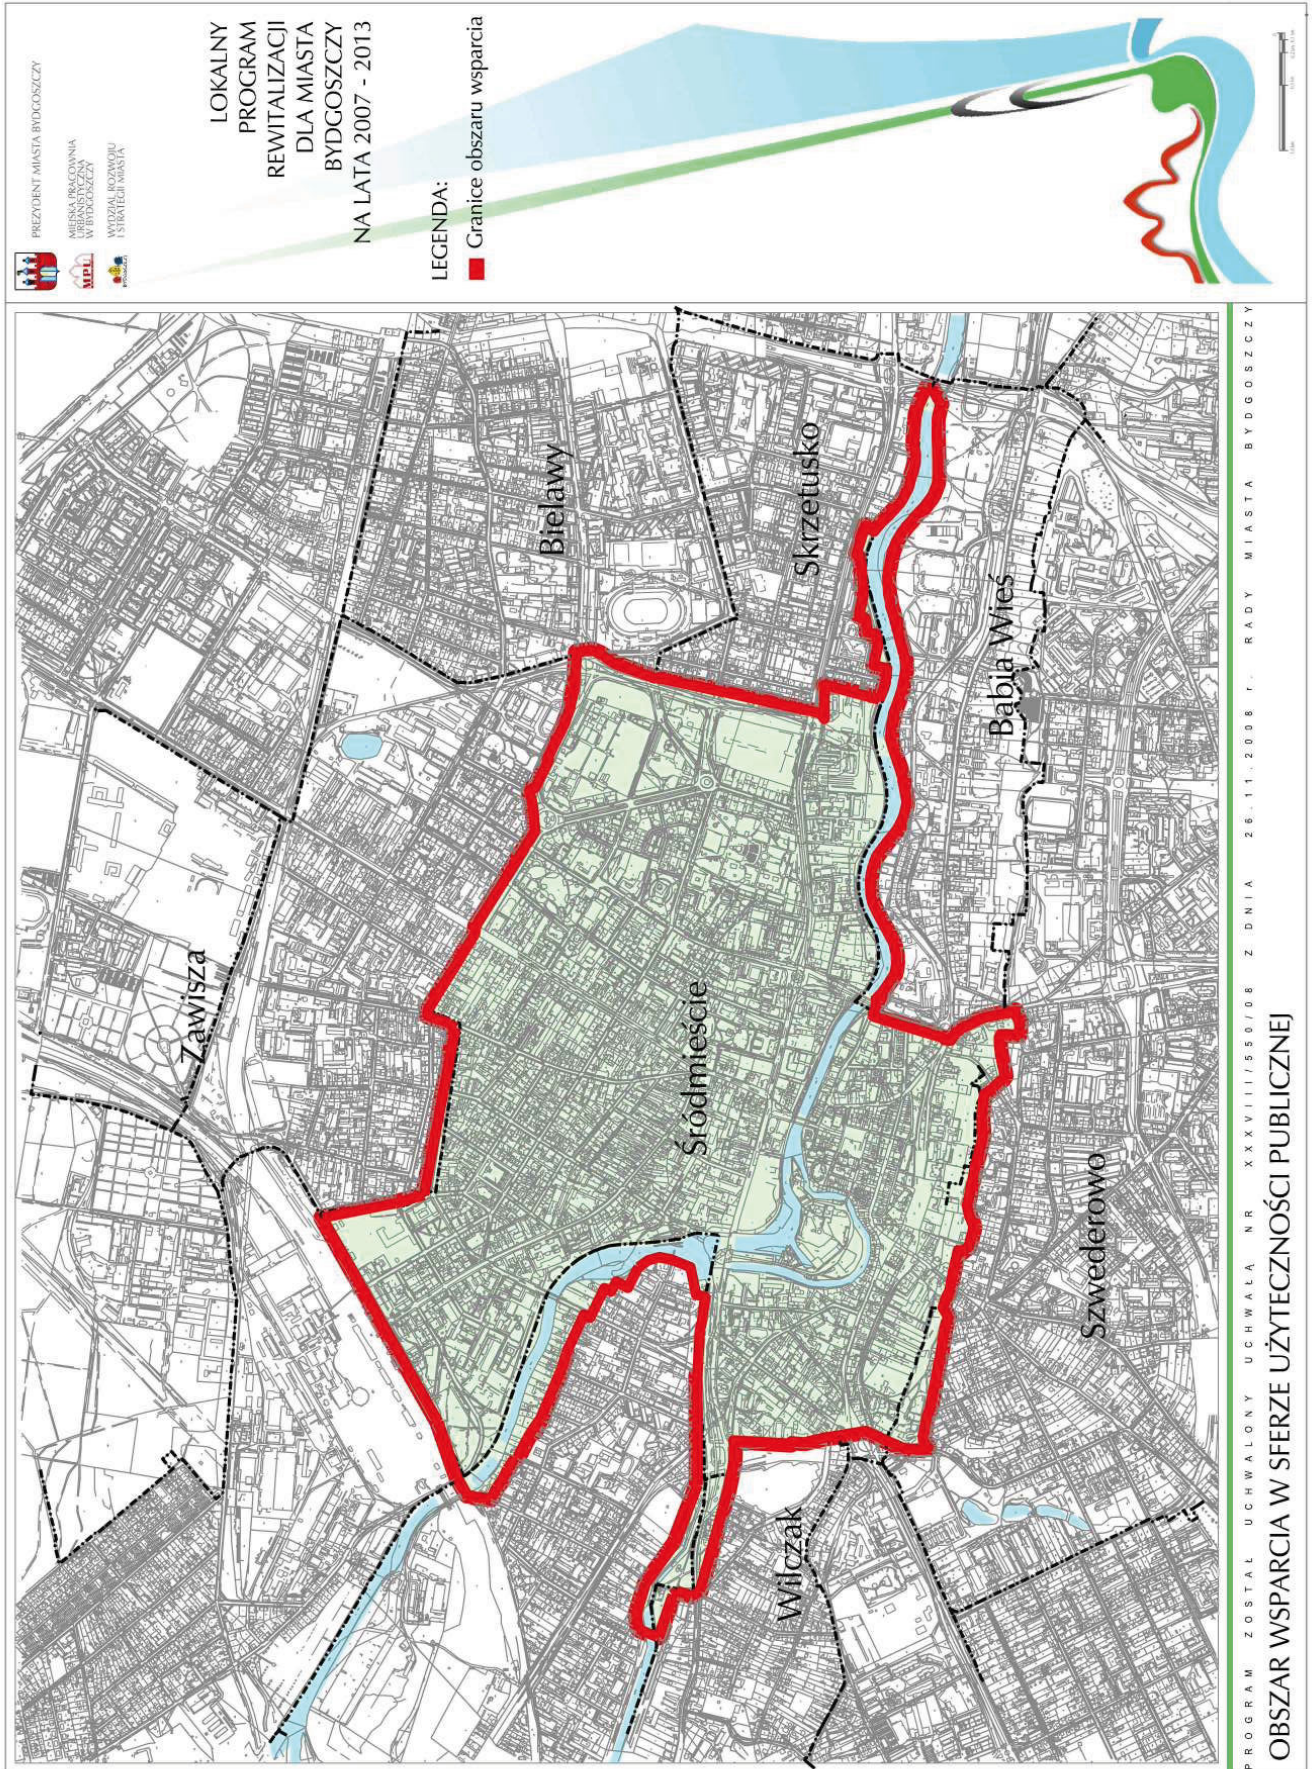 PREZYDENT MIASTA BYDGOSZCZY
MPU
MIEJSKA PRACOWNIA
URBANISTYCZNA
W BYDGOSZCZY
WYDZIAŁ ROZWOJU
I STRATEGII MIASTA
LOKALNY
PROGRAM
REWITALIZACJI
DLA MIASTA
BYDGOSZCZY
NA LATA 2007 - 2013
LEGENDA:
Granice obszaru wsparcia
Zawisza
Bielawy
Skrzetusko
Śródmieście
Babia Wieś
Wilczak
Szwederowo
PROGRAM ZOSTAŁ UCHWALONY UCHWAŁĄ NR XXXVIII/550/08 Z DNIA 26.11.2008 r. RADY MIASTA BYDGOSZCZY
OBSZAR WSPARCIA W SFERZE UŻYTECZNOŚCI PUBLICZNEJ